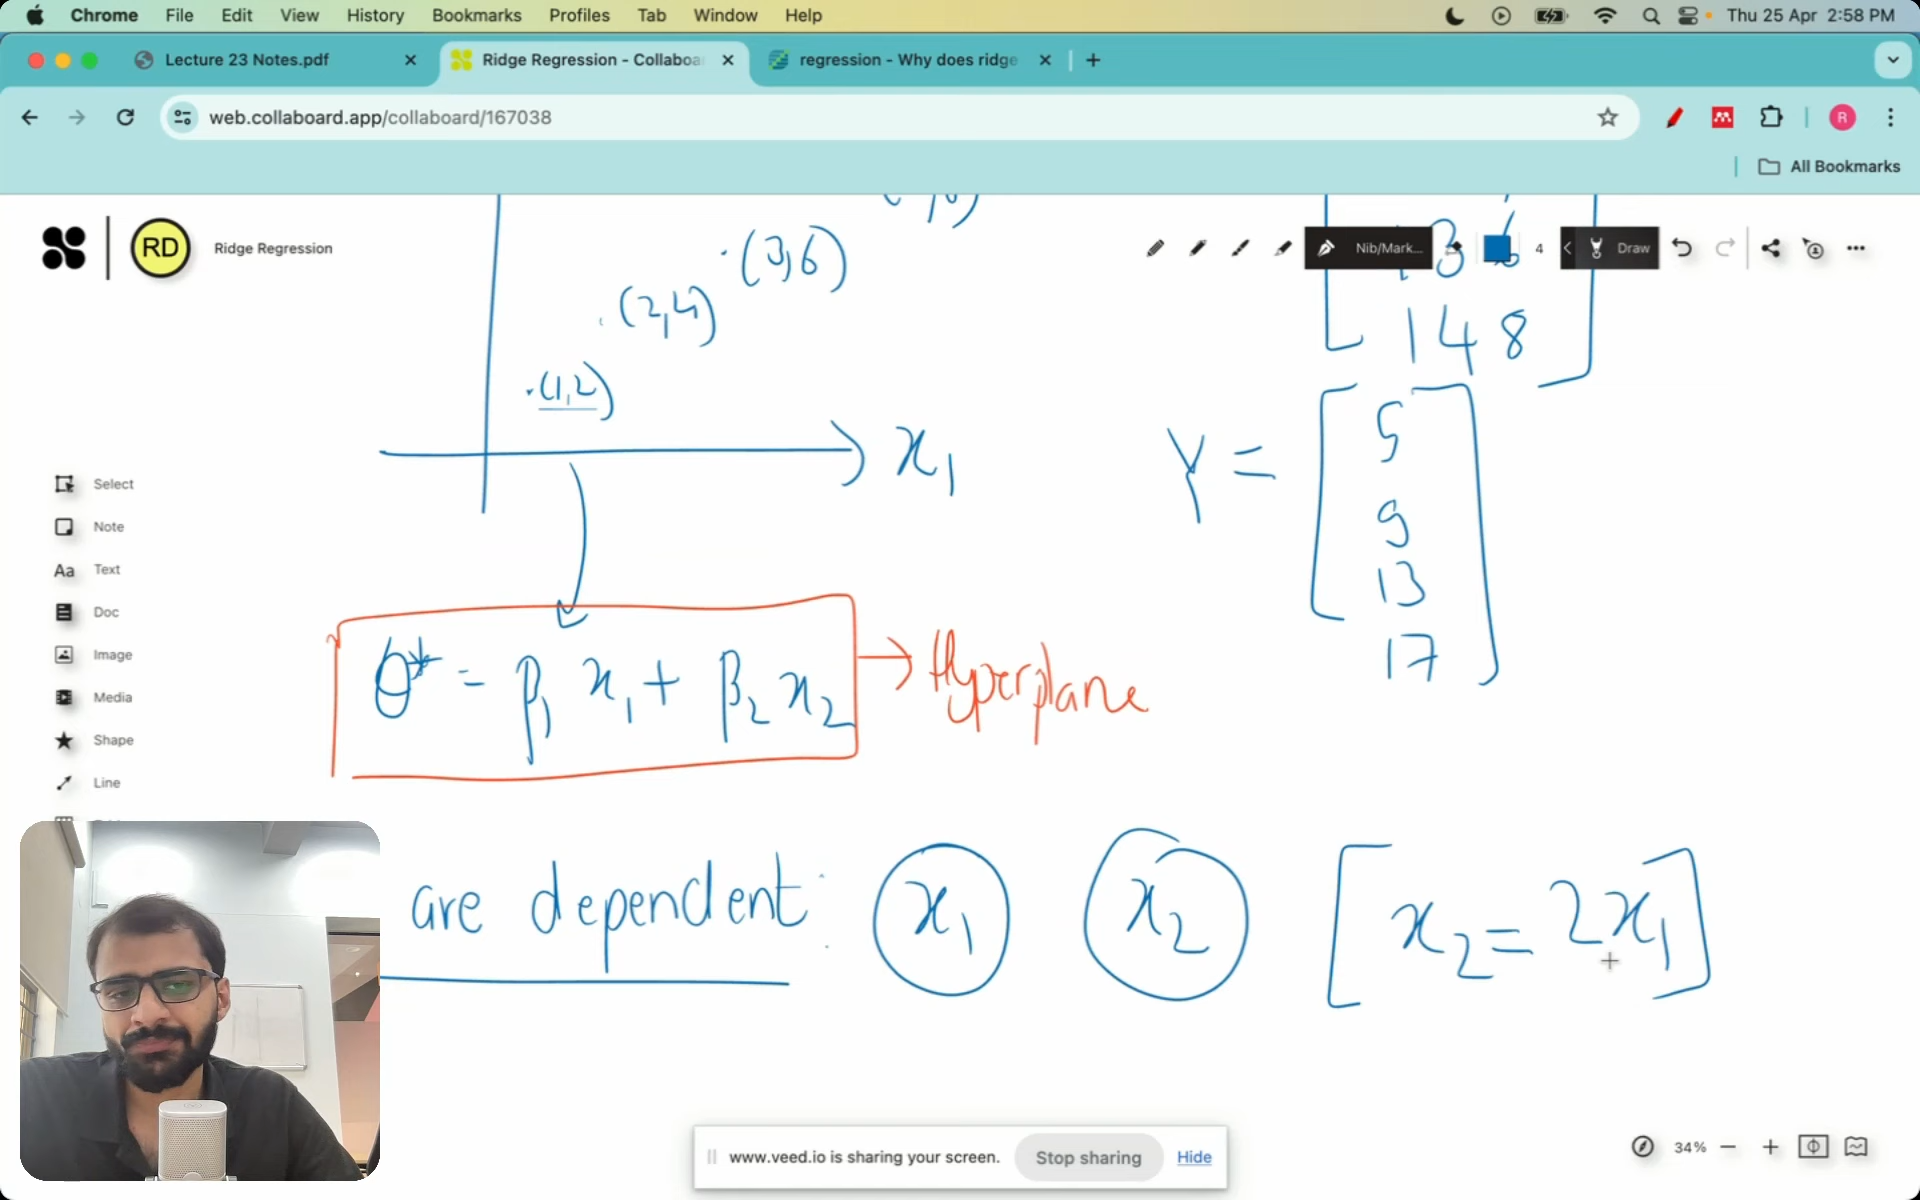 Chrome File Edit View History Bookmarks Profiles Tab Window Help Thu 25 Apr 2:58 PM
Lecture 23 Notes.pdf Ridge Regression - Collaboa regression - Why does ridge
web.collaboard.app/collaboard/167038 R
All Bookmarks
RD Ridge Regression Nib/Mark... 4 Draw
(3,6)
(2,4)
1 4 8
(1,2)
x₁
Y =
5
9
13
17
Select
Note
Aa Text
Doc
Image
Media
Shape
Line
θ* = β₁ x₁ + β₂ x₂ → Hyperplane
are dependent: x₁ x₂ [x₂ = 2x₁]
www.veed.io is sharing your screen. Stop sharing Hide
34%